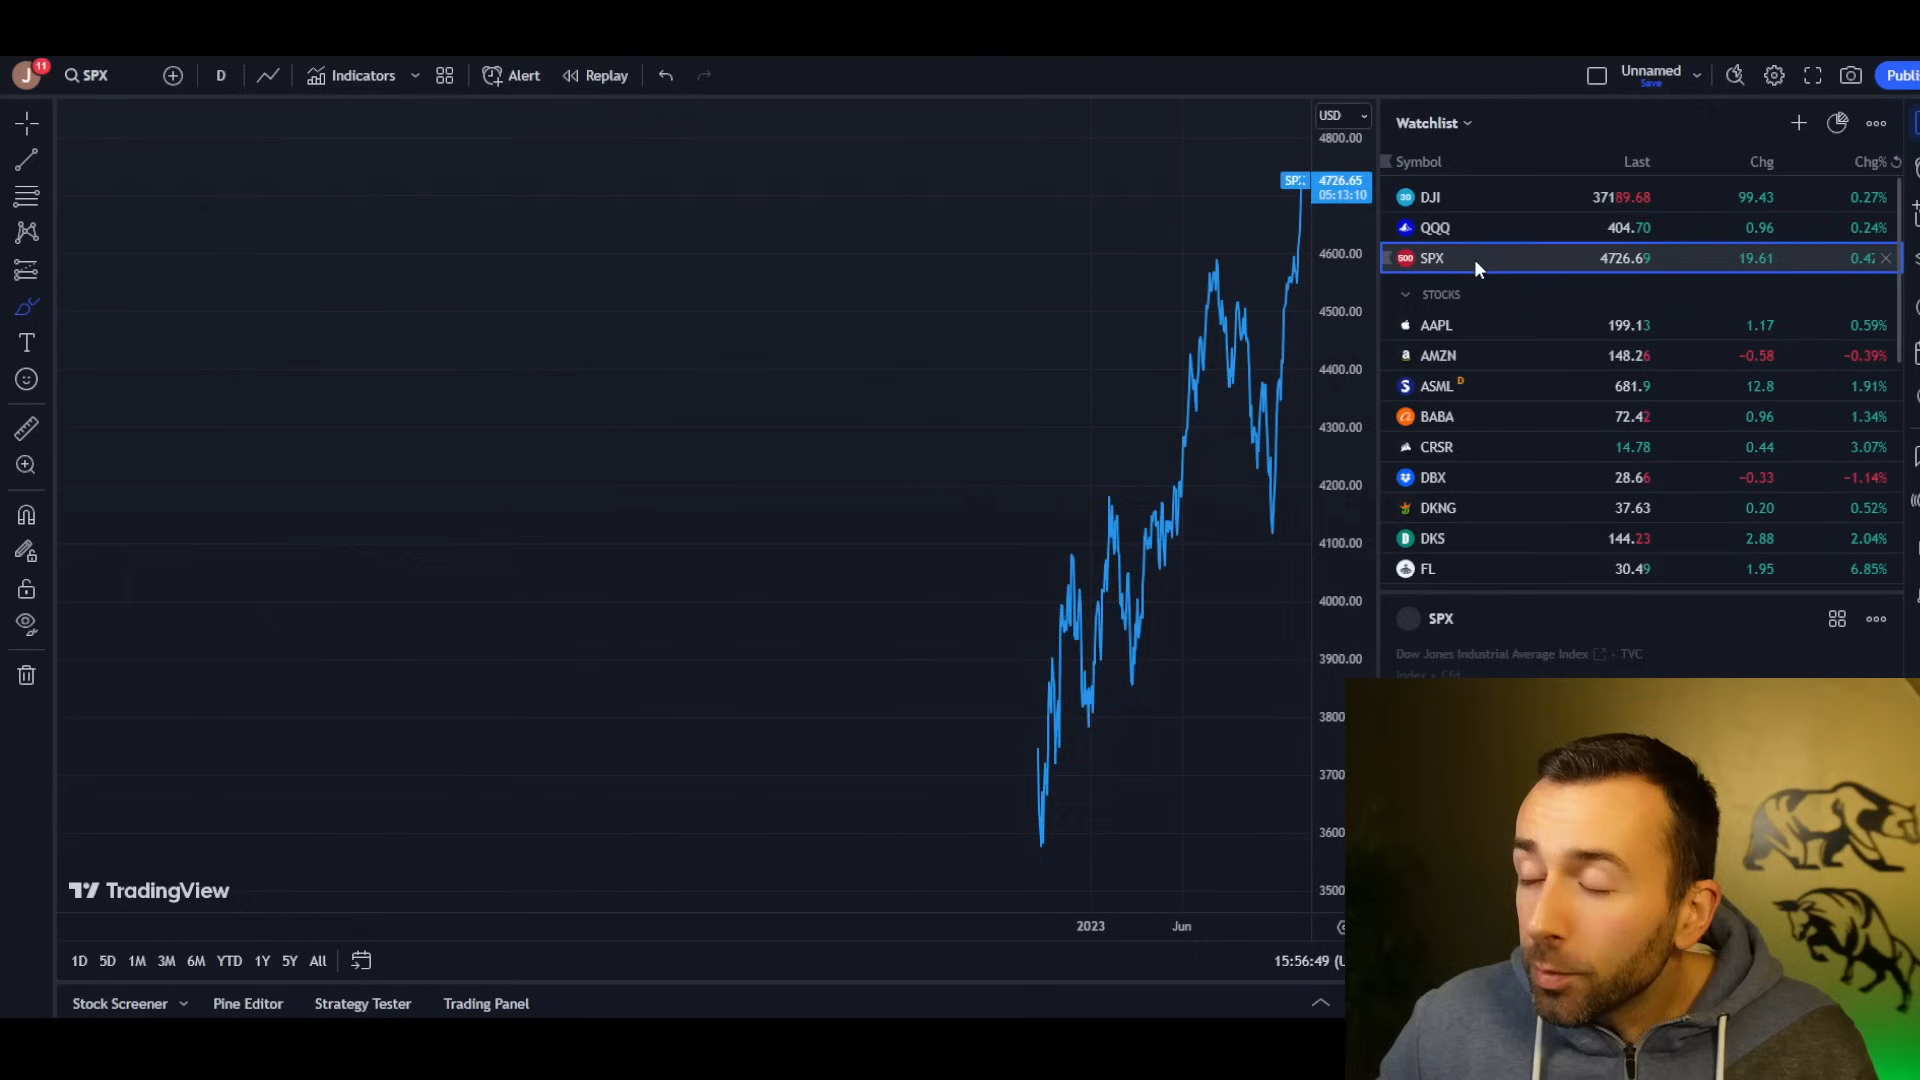 J 11 SPX D Indicators Alert Replay Unnamed Save Publi
USD
4800.00
SPX 4726.65
05:13:10
4600.00
4500.00
4400.00
4300.00
4200.00
4100.00
4000.00
3900.00
3800
3700
3600
3500
TradingView
2023 Jun
1D 5D 1M 3M 6M YTD 1Y 5Y All 15:56:49 (U
Stock Screener Pine Editor Strategy Tester Trading Panel
Watchlist
Symbol Last Chg Chg%
30 DJI 37189.68 99.43 0.27%
QQQ 404.70 0.96 0.24%
500 SPX 4726.69 19.61 0.42
STOCKS
AAPL 199.13 1.17 0.59%
a AMZN 148.26 −0.58 −0.39%
S ASML D 681.9 12.8 1.91%
BABA 72.42 0.96 1.34%
CRSR 14.78 0.44 3.07%
DBX 28.66 −0.33 −1.14%
DKNG 37.63 0.20 0.52%
D DKS 144.23 2.88 2.04%
FL 30.49 1.95 6.85%
SPX
Dow Jones Industrial Average Index • TVC
Index • Cfd